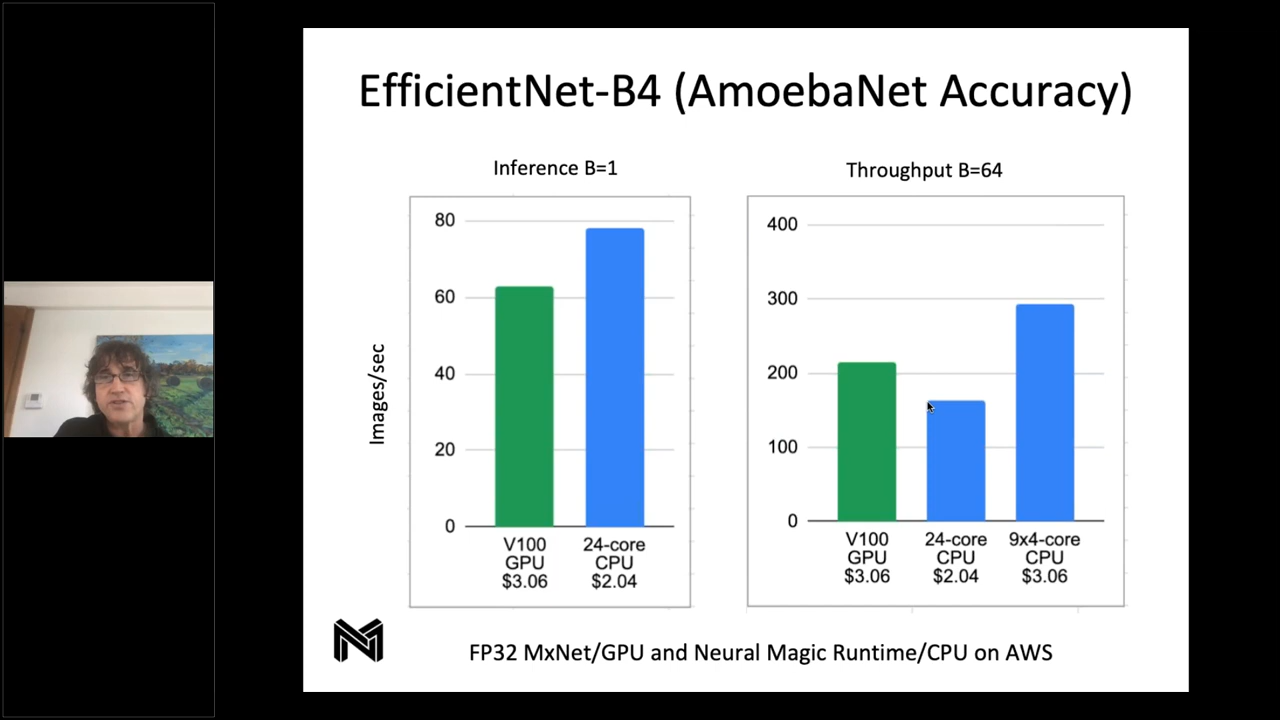 EfficientNet-B4 (AmoebaNet Accuracy)
Inference B=1
Throughput B=64
Images/sec
80
60
40
20
0
V100
GPU
$3.06
24-core
CPU
$2.04
400
300
200
100
0
V100
GPU
$3.06
24-core
CPU
$2.04
9x4-core
CPU
$3.06
FP32 MxNet/GPU and Neural Magic Runtime/CPU on AWS